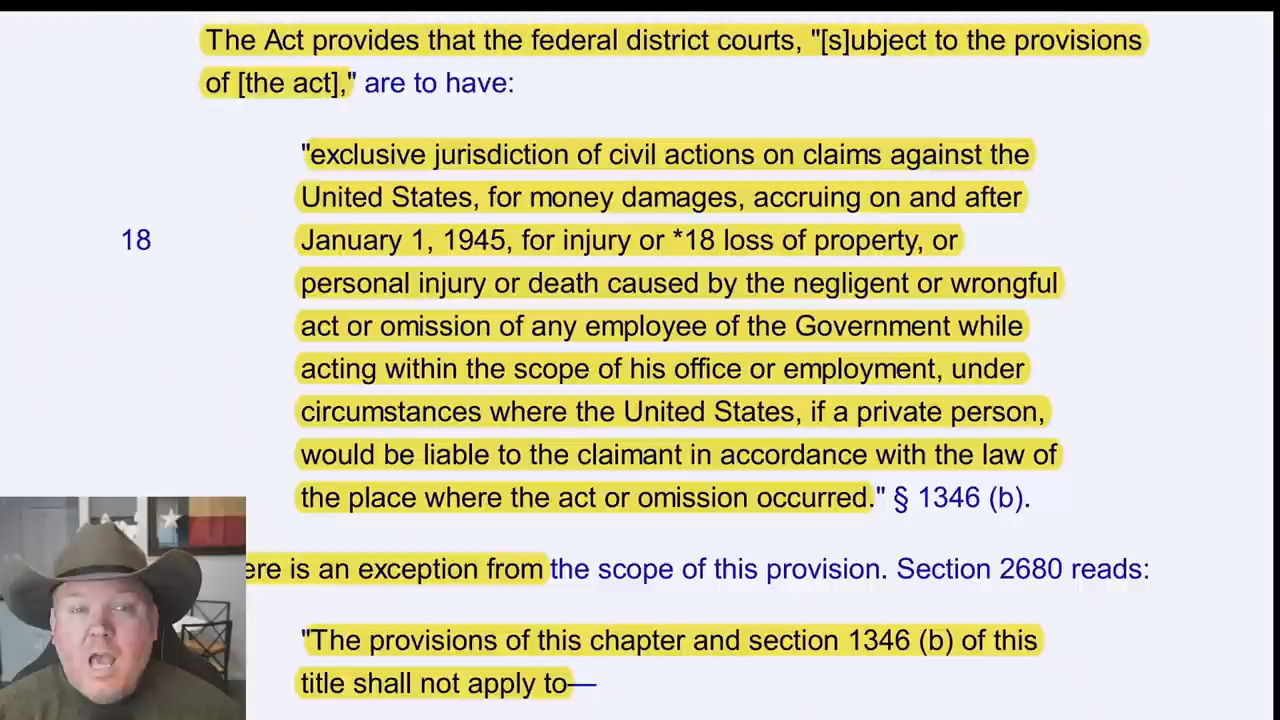 The Act provides that the federal district courts, "[s]ubject to the provisions
of [the act]," are to have:
"exclusive jurisdiction of civil actions on claims against the
United States, for money damages, accruing on and after
18 January 1, 1945, for injury or *18 loss of property, or
personal injury or death caused by the negligent or wrongful
act or omission of any employee of the Government while
acting within the scope of his office or employment, under
circumstances where the United States, if a private person,
would be liable to the claimant in accordance with the law of
the place where the act or omission occurred." § 1346 (b).
ere is an exception from the scope of this provision. Section 2680 reads:
"The provisions of this chapter and section 1346 (b) of this
title shall not apply to—